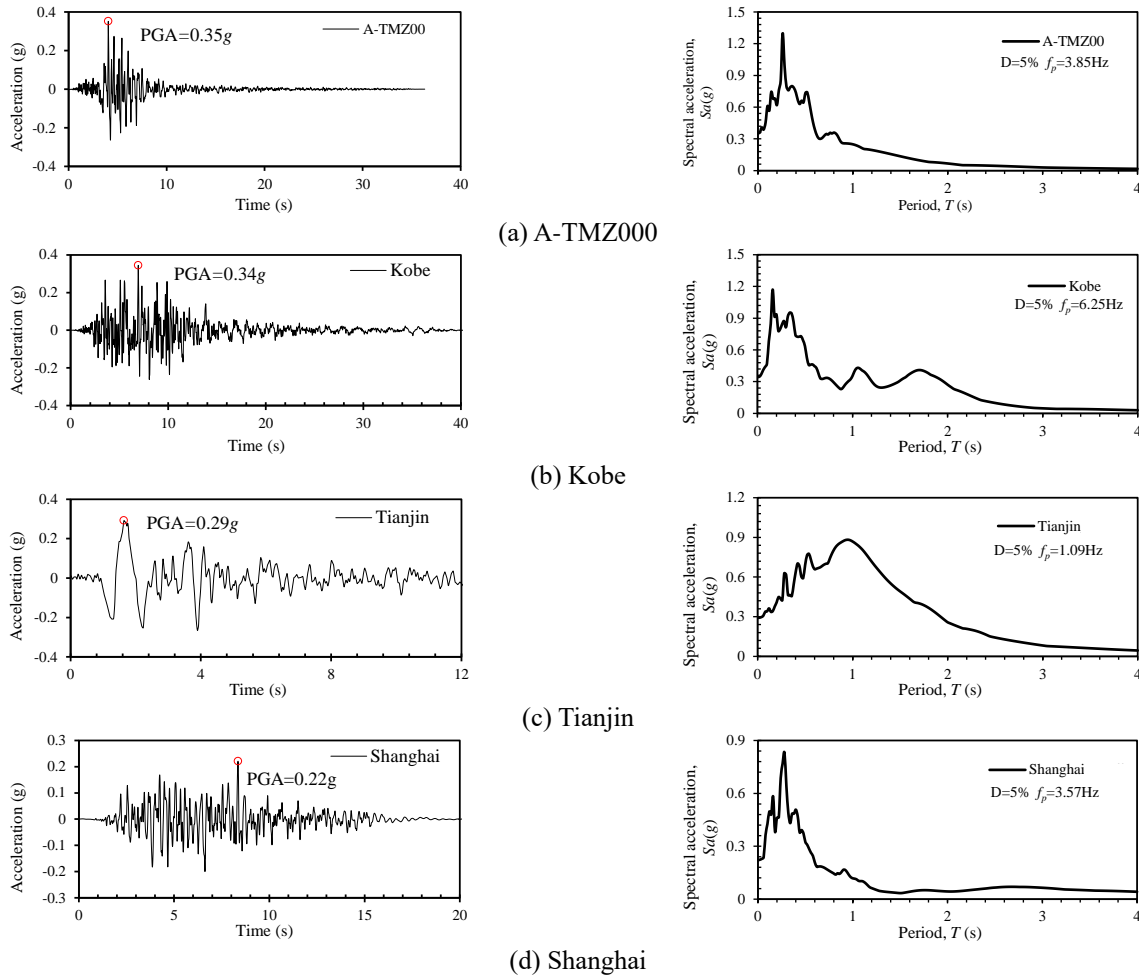 0.4
0.2
0
-0.2
-0.4
Acceleration (g)
PGA=0.35g
A-TMZ00
0 10 20 30 40
Time (s)
1.5
1.2
0.9
0.6
0.3
0
Spectral acceleration,
Sa(g)
A-TMZ00
D=5% fp=3.85Hz
0 1 2 3 4
Period, T (s)
(a) A-TMZ000
0.4
0.2
0
-0.2
-0.4
Acceleration (g)
PGA=0.34g
Kobe
0 10 20 30 40
Time (s)
1.5
1.2
0.9
0.6
0.3
0
Spectral acceleration,
Sa(g)
Kobe
D=5% fp=6.25Hz
0 1 2 3 4
Period, T (s)
(b) Kobe
0.4
0.2
0
-0.2
-0.4
Acceleration (g)
PGA=0.29g
Tianjin
0 4 8 12
Time (s)
1.2
0.9
0.6
0.3
0
Spectral acceleration,
Sa(g)
Tianjin
D=5% fp=1.09Hz
0 1 2 3 4
Period, T (s)
(c) Tianjin
0.3
0.2
0.1
0
-0.1
-0.2
-0.3
Acceleration (g)
PGA=0.22g
Shanghai
0 5 10 15 20
Time (s)
0.9
0.6
0.3
0
Spectral acceleration,
Sa(g)
Shanghai
D=5% fp=3.57Hz
0 1 2 3 4
Period, T (s)
(d) Shanghai